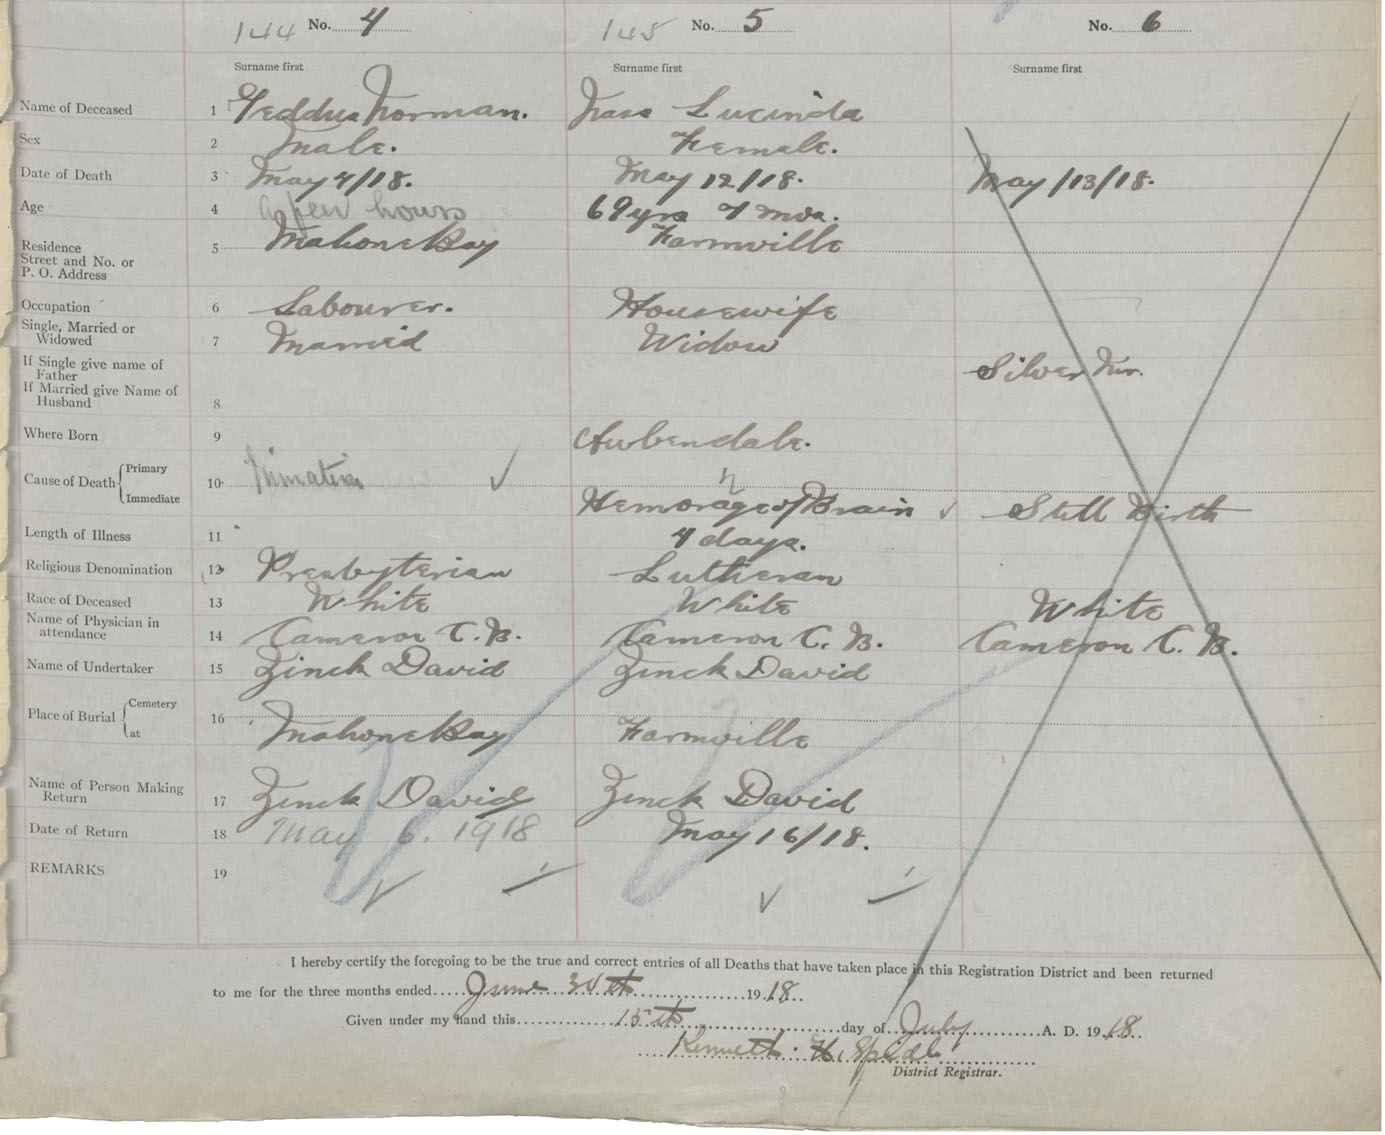 144 No. 4 145 No. 5 No. 6
Surname first Surname first Surname first
Name of Deceased 1 Veddus Norman. Lucinda
Sex 2 Male. Female.
Date of Death 3 May 4/18. May 12/18. May/13/18.
Age 4 a few hours 69 yrs 7 mos.
Residence
Street and No. or
P. O. Address 5 Mahone Bay Farmville
Occupation 6 Labourer. Housewife
Single, Married or
Widowed 7 Married Widow
If Single give name of
Father Silver
If Married give Name of
Husband 8
Where Born 9
Cause of Death { Primary
Immediate 10 Hemorage of Brain Still Birth
Length of Illness 11 4 days.
Religious Denomination 12 Presbyterian Lutheran
Race of Deceased 13 White White White
Name of Physician in
attendance 14 Cameron C. B. Cameron C. B. Cameron C. B.
Name of Undertaker 15 Zinck David Zinck David
Place of Burial { Cemetery
at 16 Mahone Bay Farmville
Name of Person Making
Return 17 Zinck David Zinck David
Date of Return 18 May 6. 1918 May 16/18.
REMARKS 19
I hereby certify the foregoing to be the true and correct entries of all Deaths that have taken place in this Registration District and been returned
to me for the three months ended June 30th 1918.
Given under my hand this 15th day of July A. D. 1918.
Kenneth H. Spidle
District Registrar.